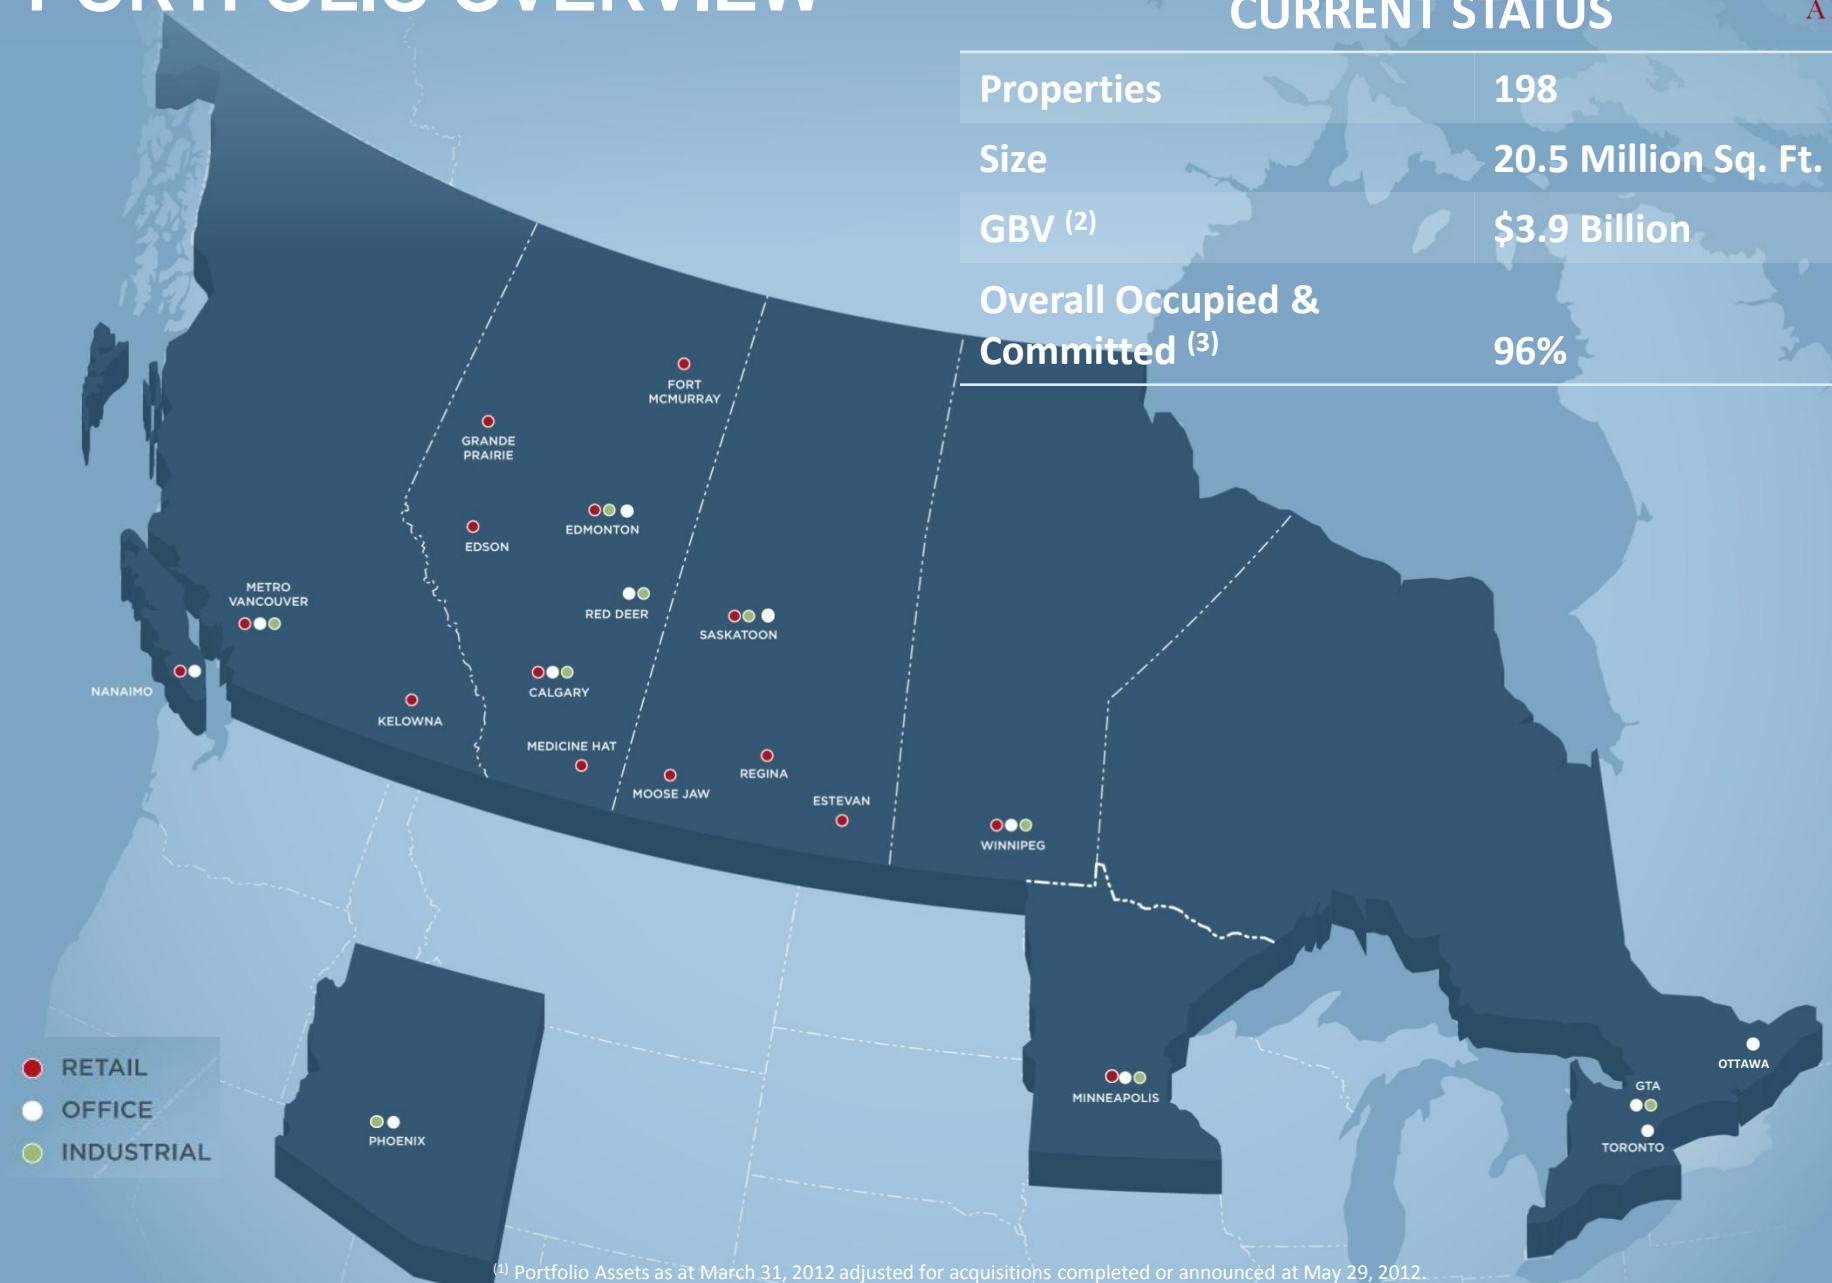 PORTFOLIO OVERVIEW
CURRENT STATUS
A
Properties 198
Size 20.5 Million Sq. Ft.
GBV (2) $3.9 Billion
Overall Occupied &
Committed (3) 96%
FORT
MCMURRAY
GRANDE
PRAIRIE
EDMONTON
EDSON
METRO
VANCOUVER
RED DEER
SASKATOON
NANAIMO
CALGARY
KELOWNA
MEDICINE HAT
REGINA
MOOSE JAW
ESTEVAN
WINNIPEG
RETAIL
OFFICE
INDUSTRIAL
PHOENIX
MINNEAPOLIS
OTTAWA
GTA
TORONTO
(1) Portfolio Assets as at March 31, 2012 adjusted for acquisitions completed or announced at May 29, 2012.